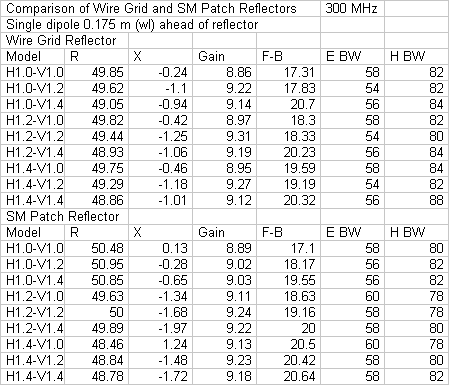 Comparison of Wire Grid and SM Patch Reflectors 300 MHz
Single dipole 0.175 m (wl) ahead of reflector
Wire Grid Reflector
Model R X Gain F-B E BW H BW
H1.0-V1.0 49.85 -0.24 8.86 17.31 58 82
H1.0-V1.2 49.62 -1.1 9.22 17.83 54 82
H1.0-V1.4 49.05 -0.94 9.14 20.7 56 84
H1.2-V1.0 49.82 -0.42 8.97 18.3 58 82
H1.2-V1.2 49.44 -1.25 9.31 18.33 54 80
H1.2-V1.4 48.93 -1.06 9.19 20.23 56 84
H1.4-V1.0 49.75 -0.46 8.95 19.59 58 84
H1.4-V1.2 49.29 -1.18 9.27 19.19 54 82
H1.4-V1.4 48.86 -1.01 9.12 20.32 56 88
SM Patch Reflector
Model R X Gain F-B E BW H BW
H1.0-V1.0 50.48 0.13 8.89 17.1 58 80
H1.0-V1.2 50.95 -0.28 9.02 18.17 56 82
H1.0-V1.4 50.85 -0.65 9.03 19.55 56 82
H1.2-V1.0 49.63 -1.34 9.11 18.63 60 78
H1.2-V1.2 50 -1.68 9.24 19.16 58 78
H1.2-V1.4 49.89 -1.97 9.22 20 58 80
H1.4-V1.0 48.46 1.24 9.13 20.5 60 78
H1.4-V1.2 48.84 -1.48 9.23 20.42 58 80
H1.4-V1.4 48.78 -1.72 9.18 20.64 58 82